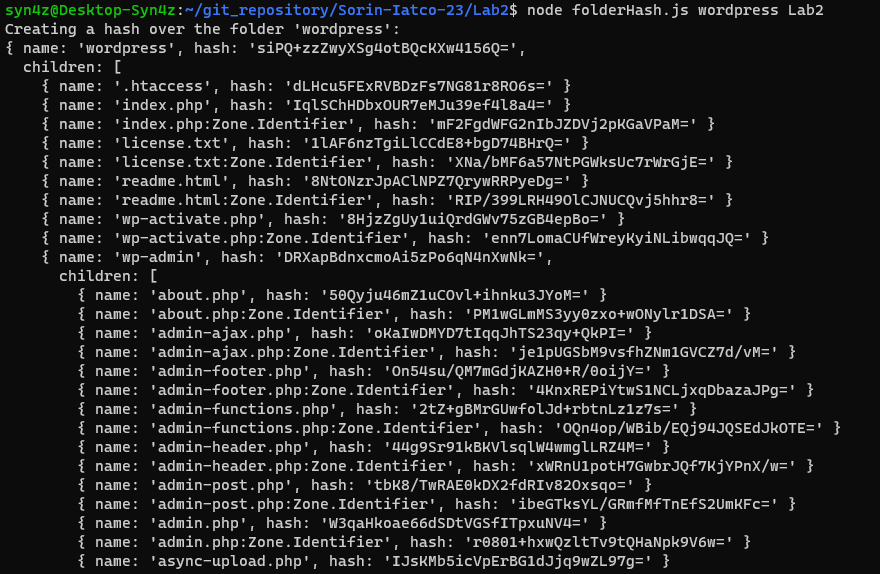 syn4z@Desktop-Syn4z:~/git_repository/Sorin-Iatco-23/Lab2$ node folderHash.js wordpress Lab2
Creating a hash over the folder 'wordpress':
{ name: 'wordpress', hash: 'siPQ+zzZwyXSg4otBQcKXw4156Q=',
  children: [
    { name: '.htaccess', hash: 'dLHcu5FExRVBDzFs7NG81r8RO6s=' }
    { name: 'index.php', hash: 'IqlSChHDbxOUR7eMJu39ef4l8a4=' }
    { name: 'index.php:Zone.Identifier', hash: 'mF2FgdWFG2nIbJZDVj2pKGaVPaM=' }
    { name: 'license.txt', hash: '1lAF6nzTgiLlCCdE8+bgD74BHrQ=' }
    { name: 'license.txt:Zone.Identifier', hash: 'XNa/bMF6a57NtPGWksUc7rWrGjE=' }
    { name: 'readme.html', hash: '8NtONzrJpAClNPZ7QrywRRPyeDg=' }
    { name: 'readme.html:Zone.Identifier', hash: 'RIP/399LRH49OlCJNUCQvj5hhr8=' }
    { name: 'wp-activate.php', hash: '8HjzZgUy1uiQrdGWv75zGB4epBo=' }
    { name: 'wp-activate.php:Zone.Identifier', hash: 'enn7LomaCUfWreyKyiNLibwqqJQ=' }
    { name: 'wp-admin', hash: 'DRXapBdnxcmoAi5zPo6qN4nXwNk=',
      children: [
        { name: 'about.php', hash: '50Qyju46mZ1uCOvl+ihnku3JYoM=' }
        { name: 'about.php:Zone.Identifier', hash: 'PM1wGLmMS3yy0zxo+wONylr1DSA=' }
        { name: 'admin-ajax.php', hash: 'oKaIwDMYD7tIqqJhTS23qy+QkPI=' }
        { name: 'admin-ajax.php:Zone.Identifier', hash: 'je1pUGSbM9vsfhZNm1GVCZ7d/vM=' }
        { name: 'admin-footer.php', hash: 'On54su/QM7mGdjKAZH0+R/0oijY=' }
        { name: 'admin-footer.php:Zone.Identifier', hash: '4KnxREPiYtwS1NCLjxqDbazaJPg=' }
        { name: 'admin-functions.php', hash: '2tZ+gBMrGUwfolJd+rbtnLz1z7s=' }
        { name: 'admin-functions.php:Zone.Identifier', hash: 'OQn4op/WBib/EQj94JQSEdJkOTE=' }
        { name: 'admin-header.php', hash: '44g9Sr91kBKVlsqlW4wmglLRZ4M=' }
        { name: 'admin-header.php:Zone.Identifier', hash: 'xWRnU1potH7GwbrJQf7KjYPnX/w=' }
        { name: 'admin-post.php', hash: 'tbK8/TwRAE0kDX2fdRIv82Oxsqo=' }
        { name: 'admin-post.php:Zone.Identifier', hash: 'ibeGTksYL/GRmfMfTnEfS2UmKFc=' }
        { name: 'admin.php', hash: 'W3qaHkoae66dSDtVGSfITpxuNV4=' }
        { name: 'admin.php:Zone.Identifier', hash: 'r0801+hxwQzltTv9tQHaNpk9V6w=' }
        { name: 'async-upload.php', hash: 'IJsKMb5icVpErBG1dJjq9wZL97g=' }